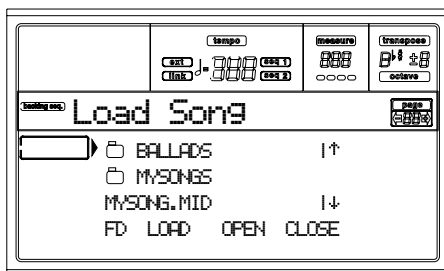 tempo measure transpose
ext seq 1
link seq 2
octave
backing seq. Load Song page
BALLADS
MYSONGS
MYSONG.MID
FD LOAD OPEN CLOSE